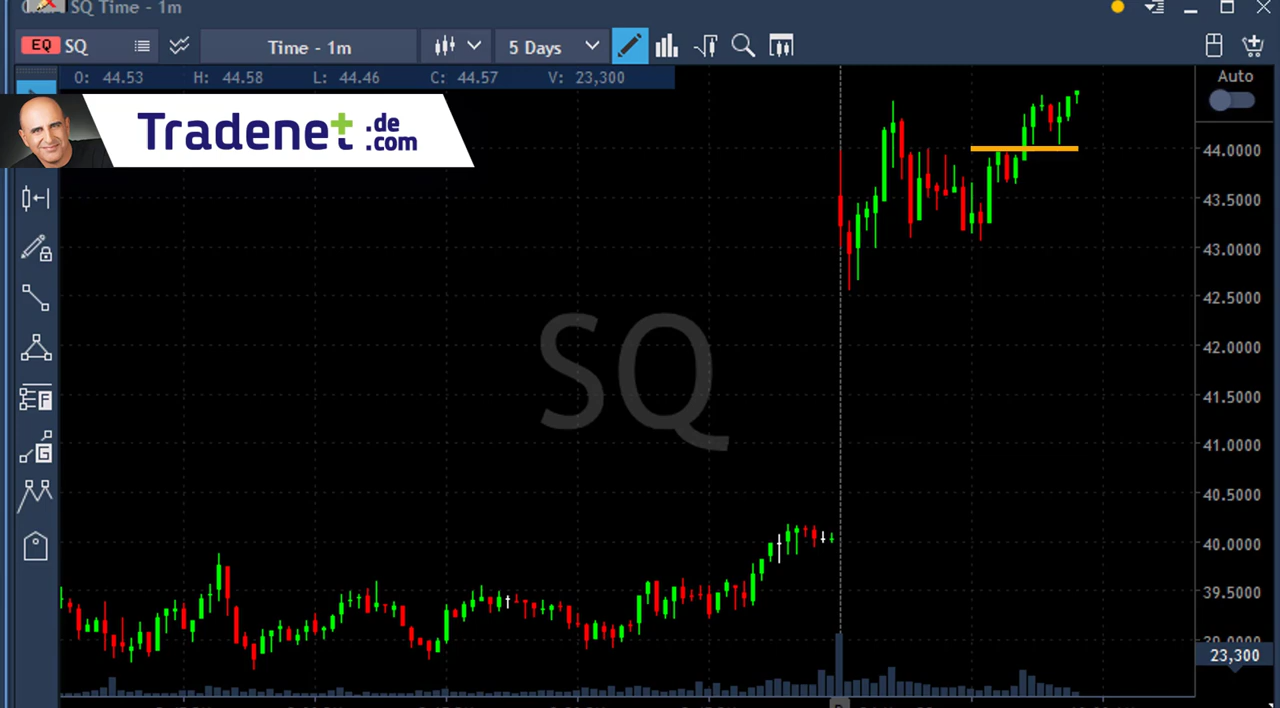 SQ Time - 1m
EQ SQ Time - 1m 5 Days
O: 44.53 H: 44.58 L: 44.46 C: 44.57 V: 23,300
Auto
Tradenet .de
.com
44.0000
43.5000
43.0000
42.5000
42.0000
SQ
41.5000
41.0000
40.5000
40.0000
39.5000
39.0000
23,300
F
G